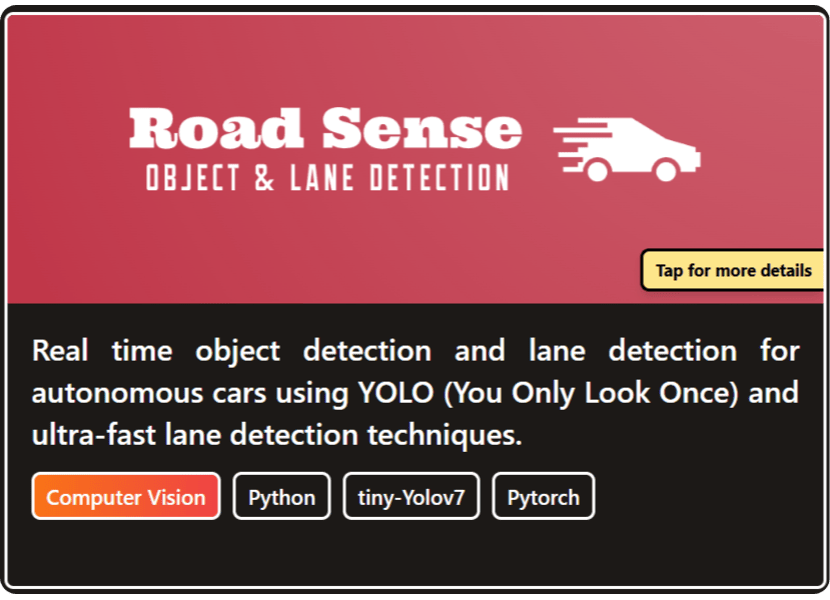 Road Sense
OBJECT & LANE DETECTION
Tap for more details
Real time object detection and lane detection for
autonomous cars using YOLO (You Only Look Once) and
ultra-fast lane detection techniques.
Computer Vision Python tiny-Yolov7 Pytorch